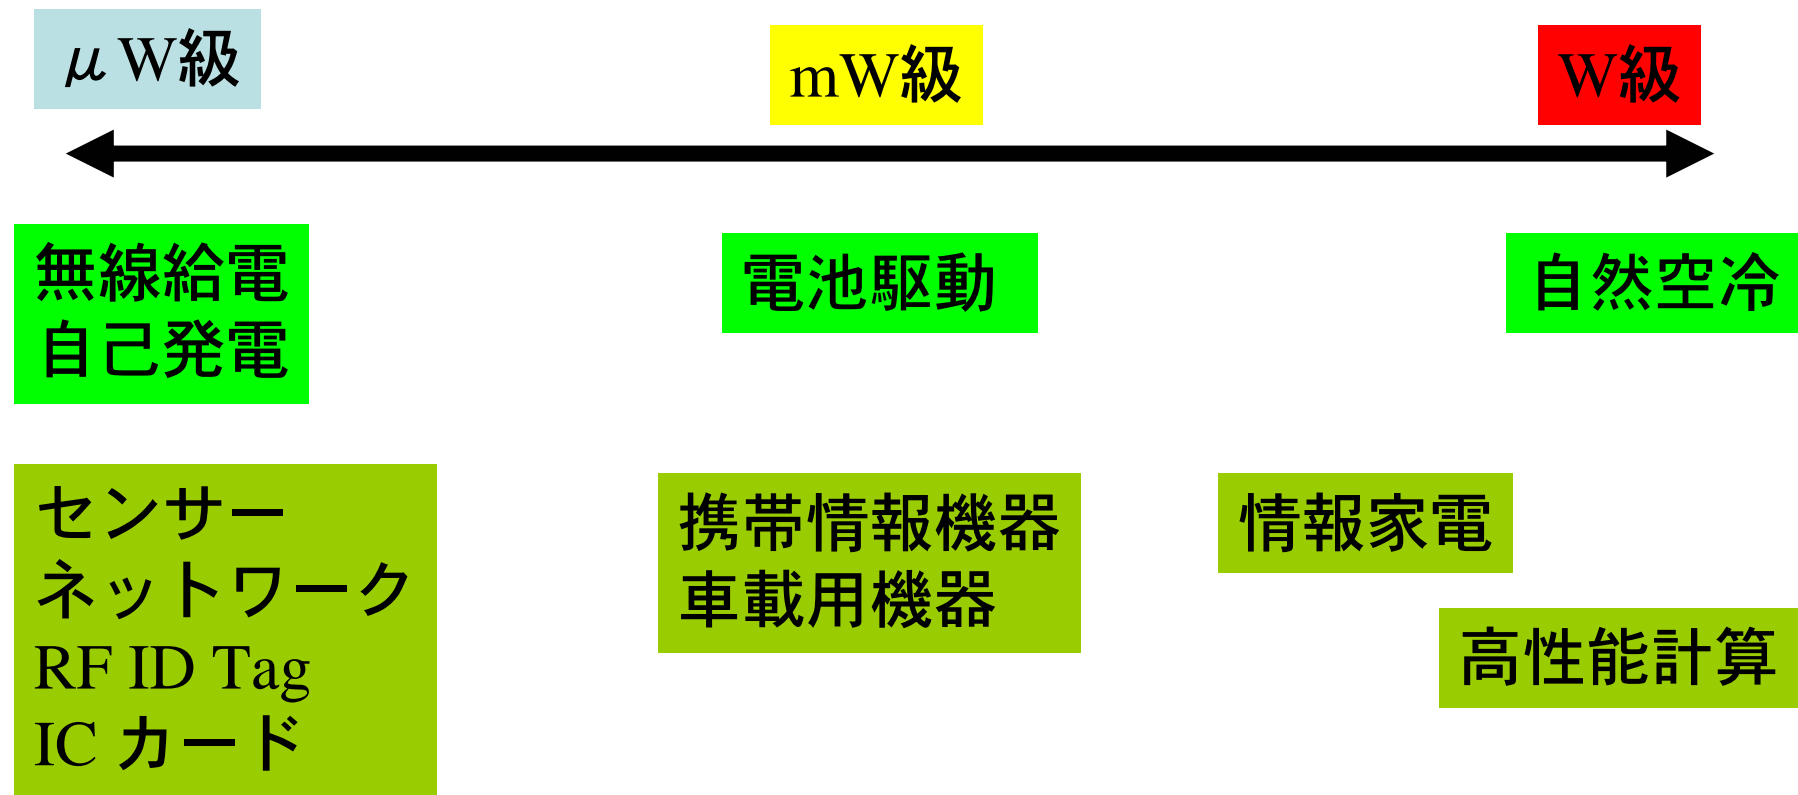 μW級
mW級
W級
無線給電
自己発電
電池駆動
自然空冷
センサー
ネットワーク
RF ID Tag
IC カード
携帯情報機器
車載用機器
情報家電
高性能計算